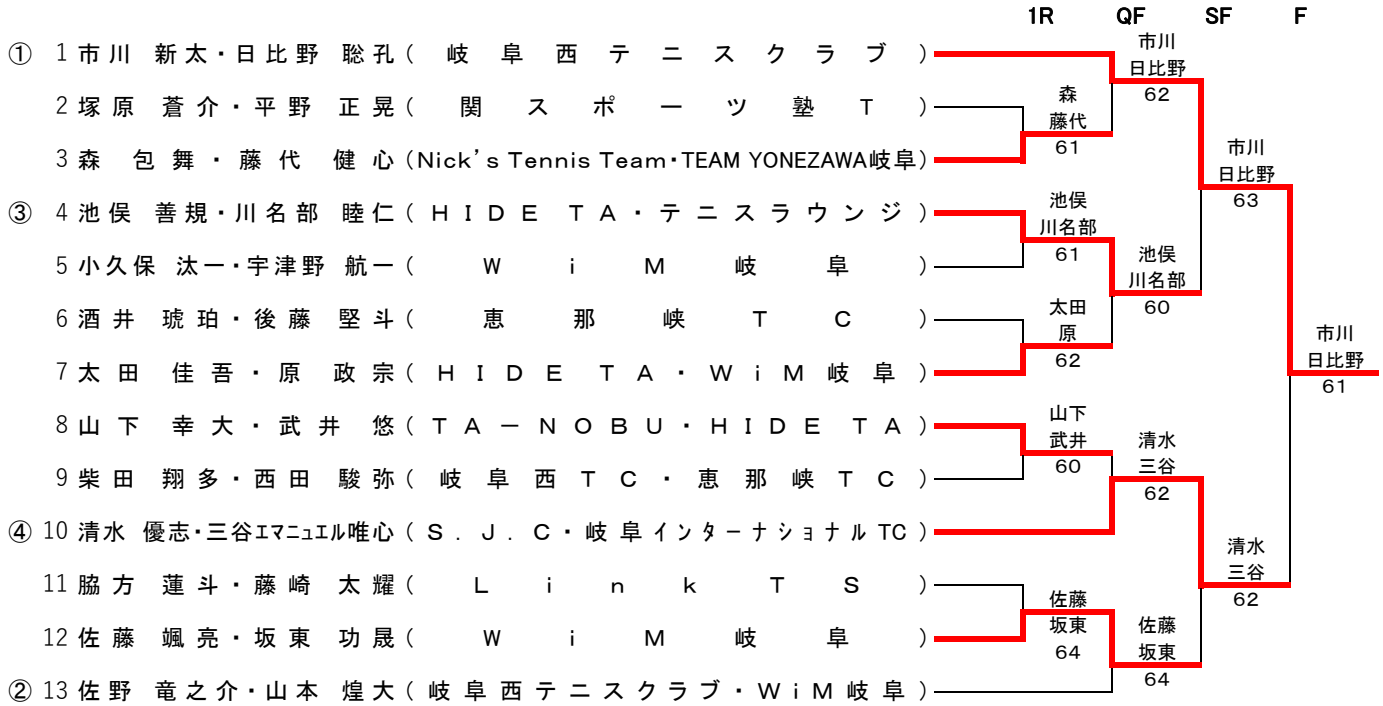 1R QF SF F
① 1 市川 新太・日比野 聡孔 ( 岐阜西テニスクラブ )
2 塚原 蒼介・平野 正晃 ( 関スポーツ塾T )
3 森 包舞・藤代 健心 (Nick's Tennis Team・TEAM YONEZAWA岐阜)
③ 4 池俣 善規・川名部 睦仁 ( HIDE TA・テニスラウンジ )
5 小久保 汰一・宇津野 航一 ( WiM岐阜 )
6 酒井 琥珀・後藤 堅斗 ( 恵那峡TC )
7 太田 佳吾・原 政宗 ( HIDE TA・WiM岐阜 )
8 山下 幸大・武井 悠 ( TA－NOBU・HIDE TA )
9 柴田 翔多・西田 駿弥 ( 岐阜西TC・恵那峡TC )
④ 10 清水 優志・三谷エマニュエル唯心 ( S.J.C・岐阜インターナショナルTC )
11 脇方 蓮斗・藤崎 太耀 ( LinkTS )
12 佐藤 颯亮・坂東 功晟 ( WiM岐阜 )
② 13 佐野 竜之介・山本 煌大 ( 岐阜西テニスクラブ・WiM岐阜 )
森
藤代
61
池俣
川名部
61
太田
原
62
山下
武井
60
佐藤
坂東
64
市川
日比野
62
池俣
川名部
60
清水
三谷
62
佐藤
坂東
64
市川
日比野
63
清水
三谷
62
市川
日比野
61